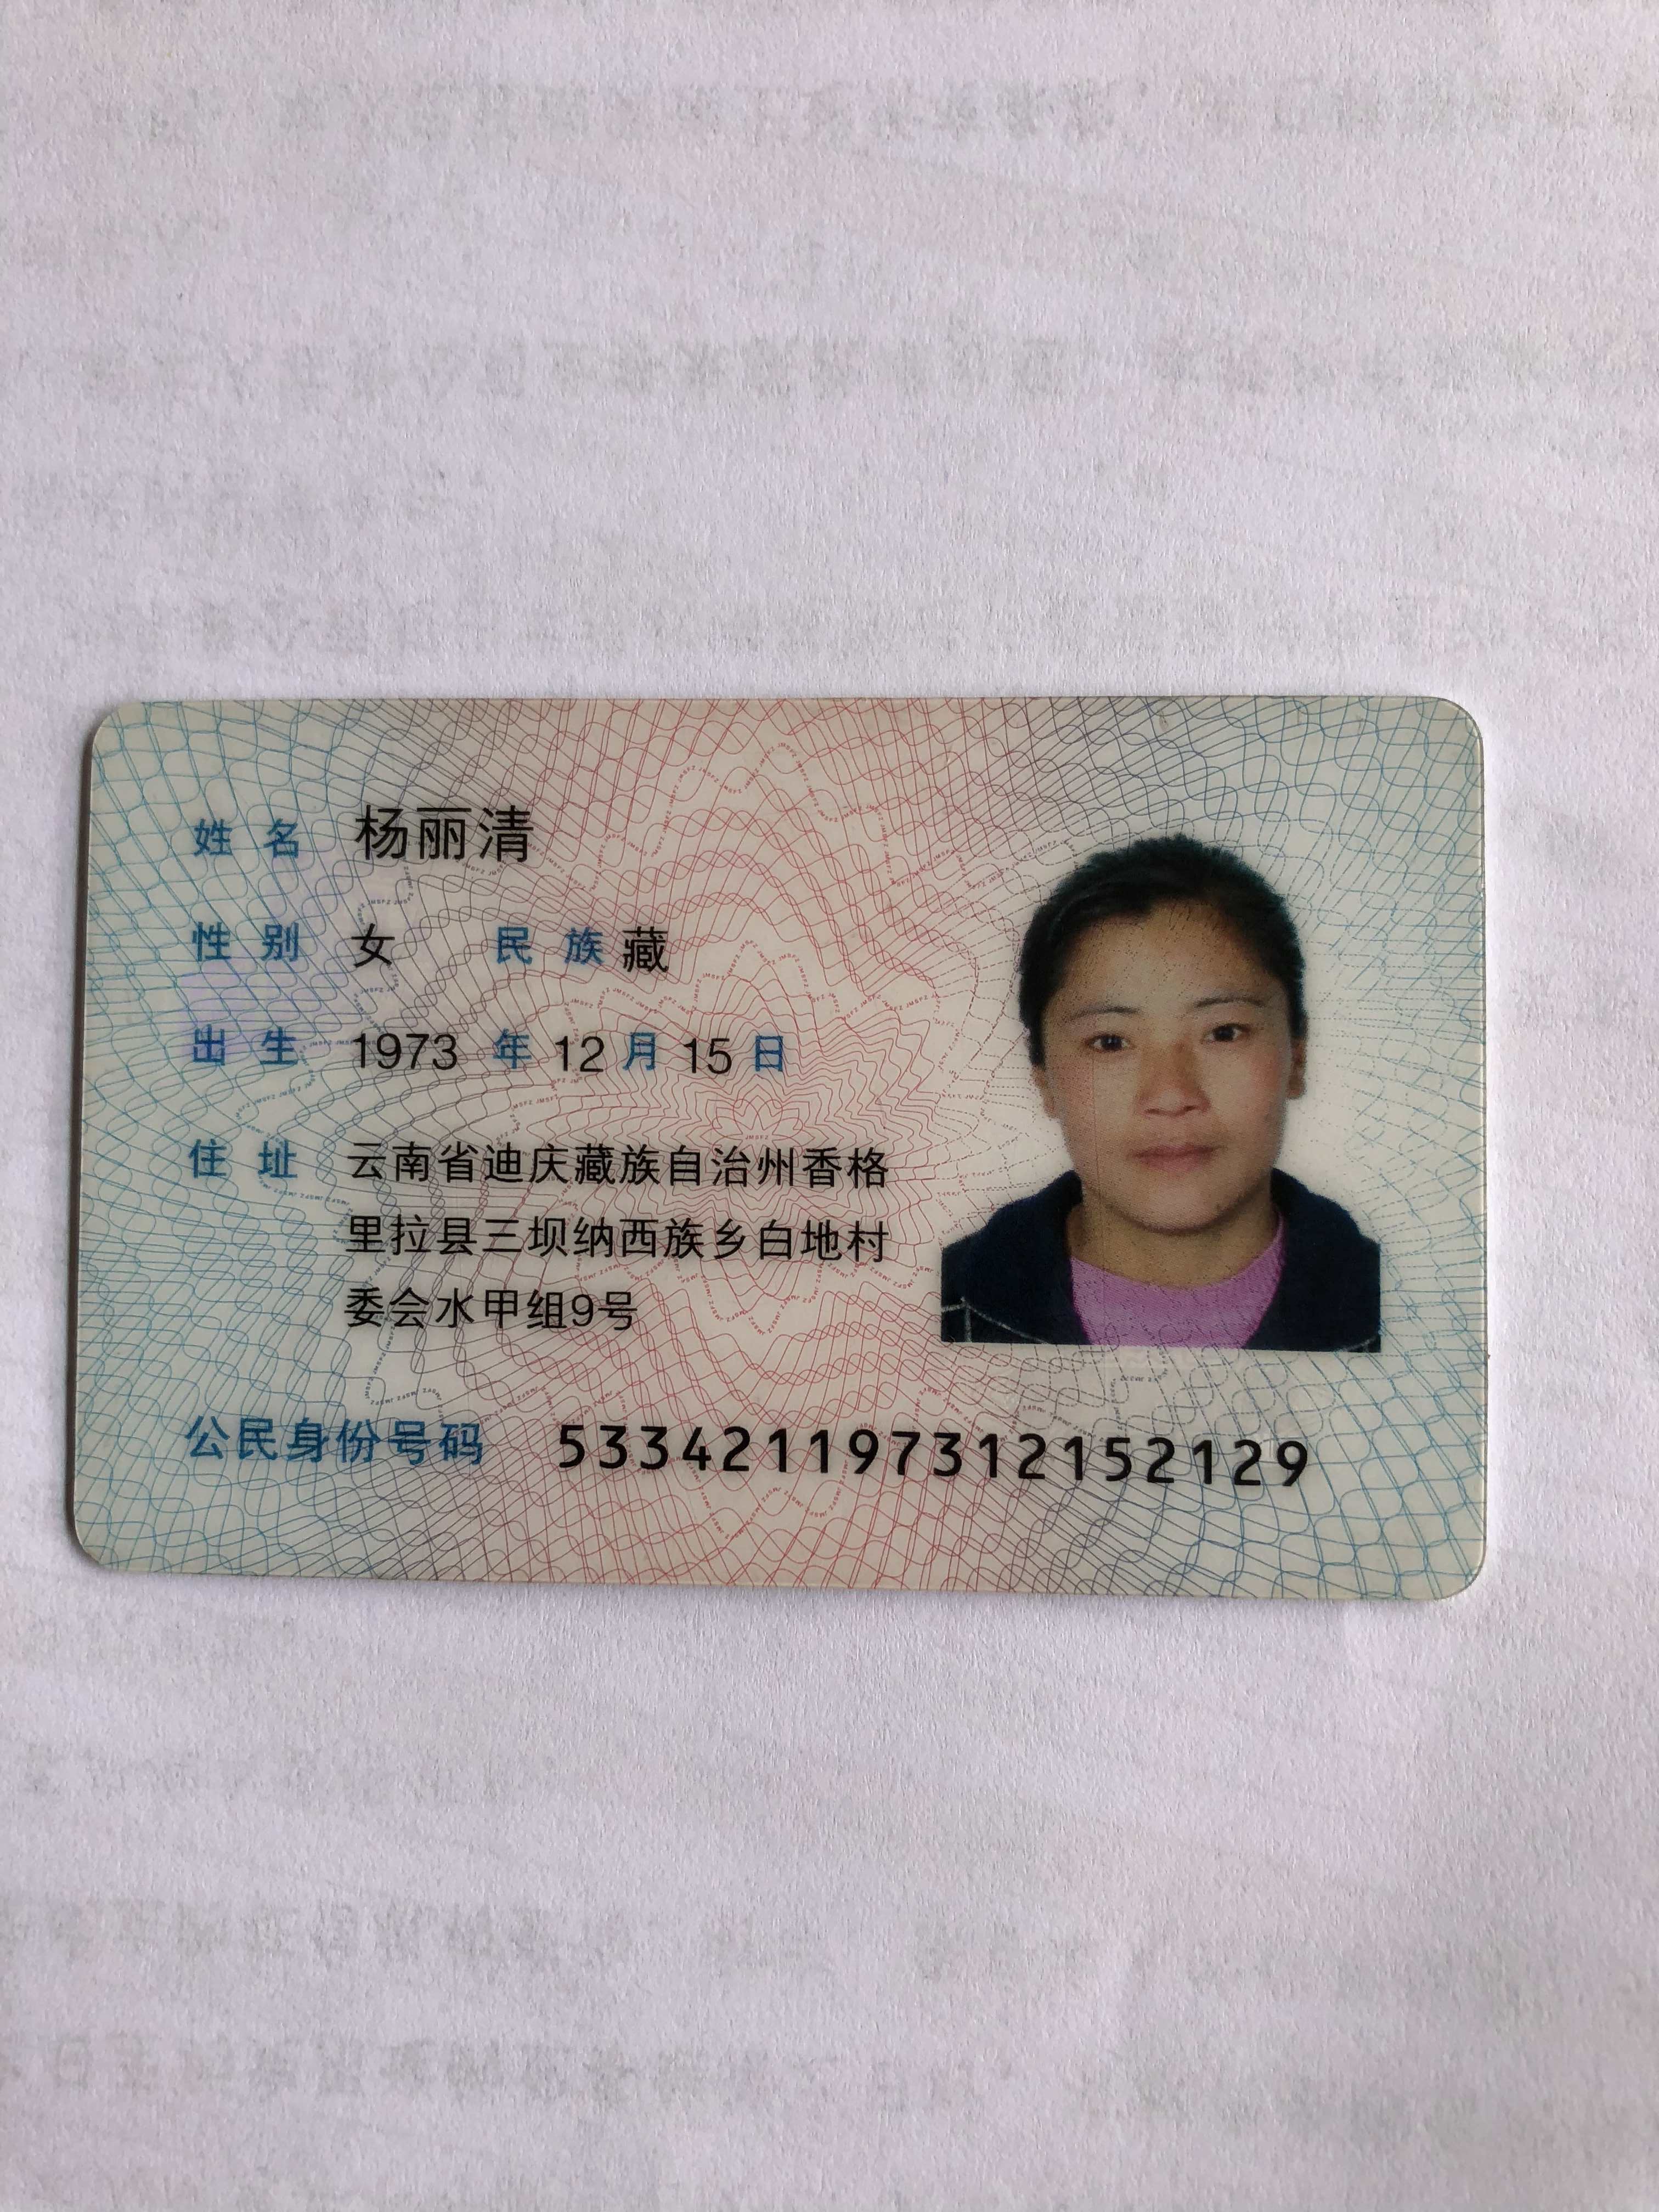 姓名 杨丽清
性别 女 民族 藏
出生 1973 年 12 月 15 日
住址 云南省迪庆藏族自治州香格
里拉县三坝纳西族乡白地村
委会水甲组9号
公民身份号码 533421197312152129